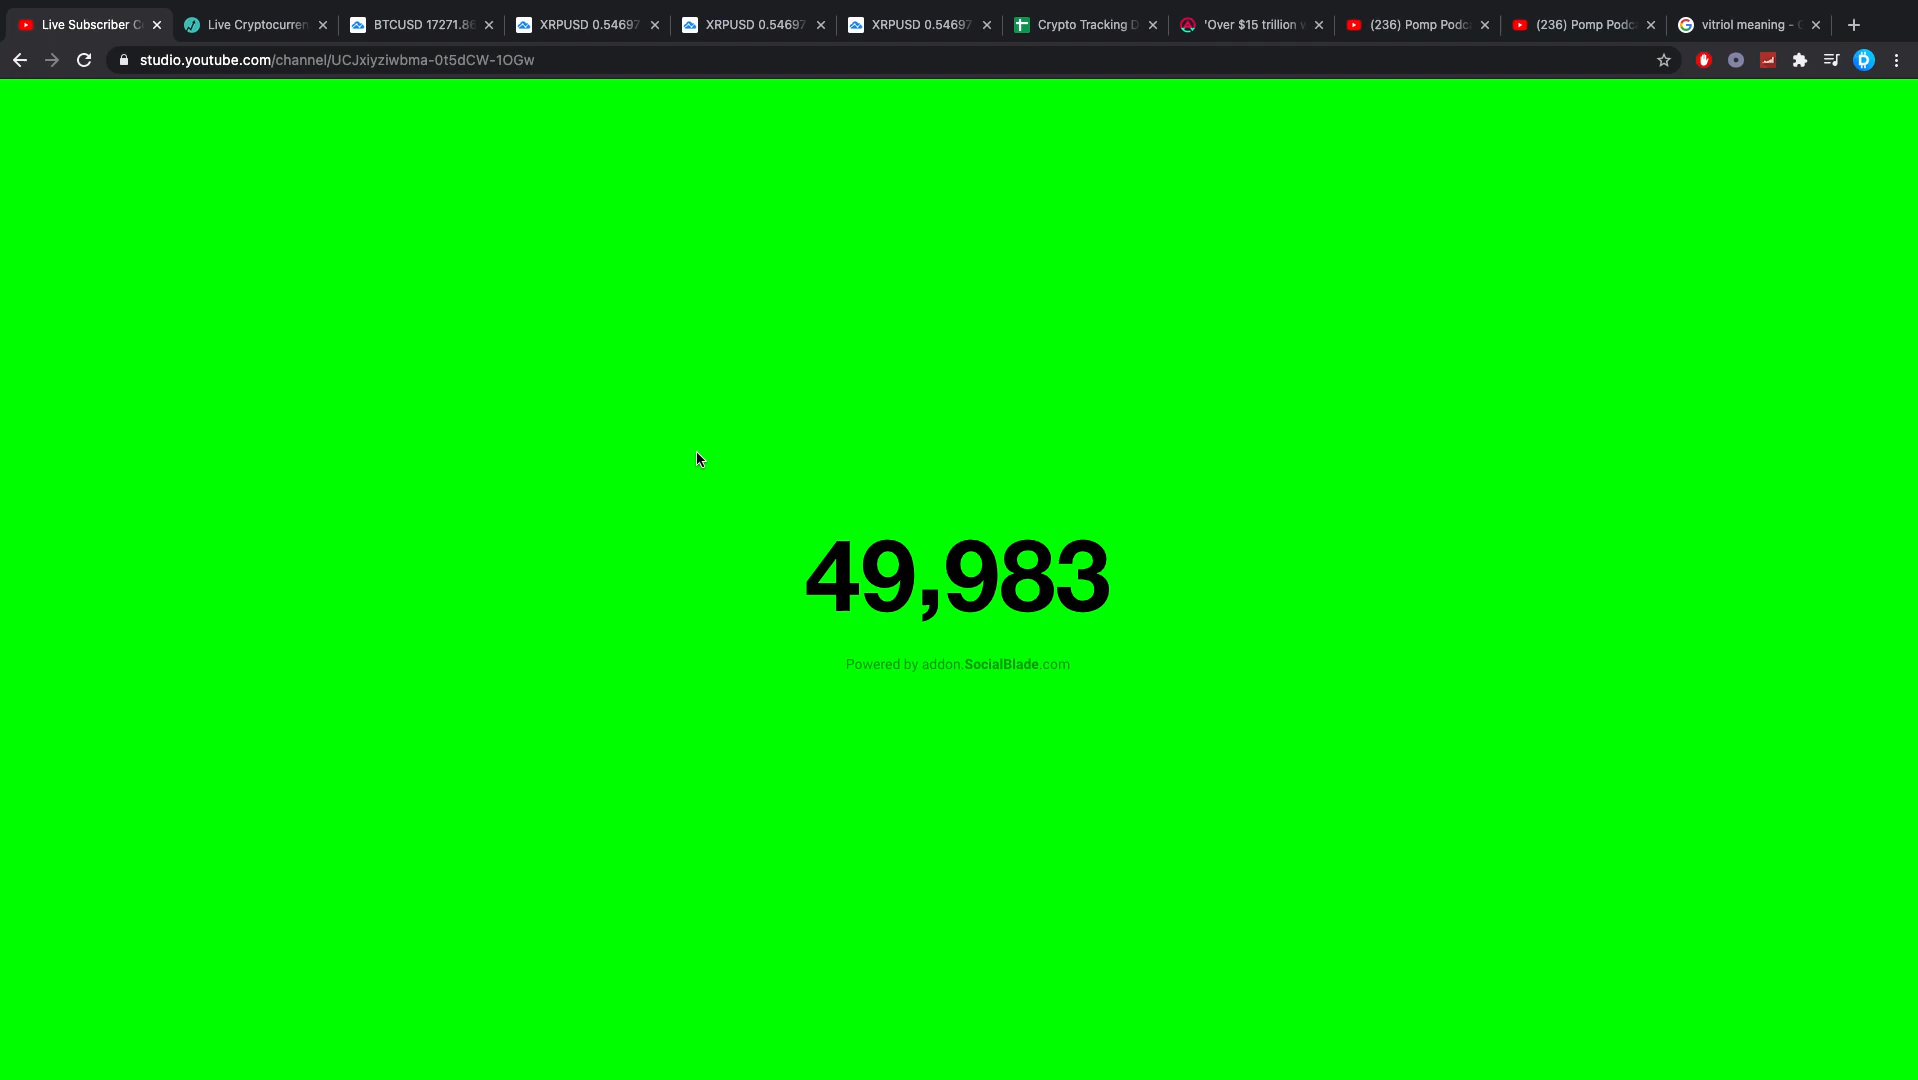 Live Subscriber C
Live Cryptocurren
BTCUSD 17271.86
XRPUSD 0.54697
XRPUSD 0.54697
XRPUSD 0.54697
Crypto Tracking D
'Over $15 trillion
(236) Pomp Podc
(236) Pomp Podc
vitriol meaning -
studio.youtube.com/channel/UCJxiyziwbma-0t5dCW-1OGw
49,983
Powered by addon.SocialBlade.com